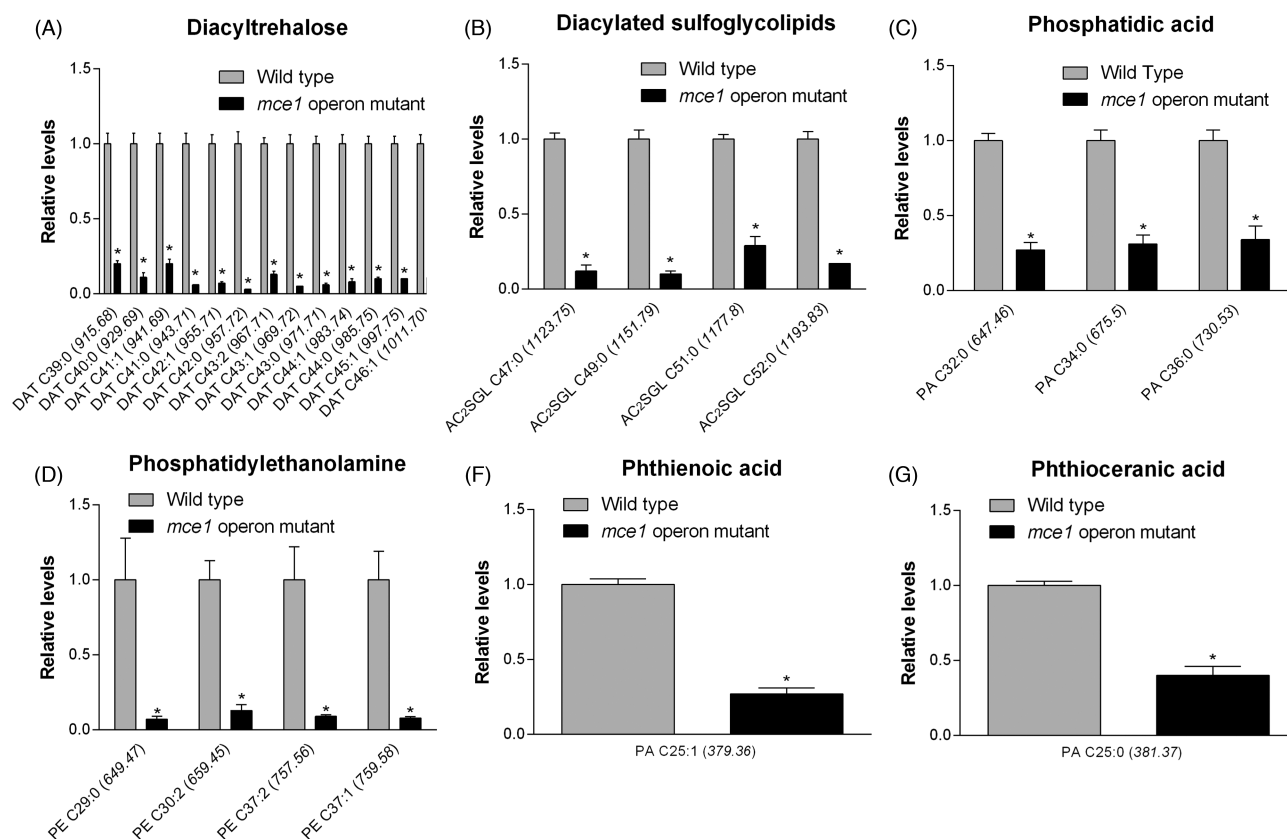 (A)
Diacyltrehalose
Wild type
mce1 operon mutant
Relative levels
1.5
1.0
0.5
0.0
* * * * * * * * * * * *
DAT C39:0 (915.68)
DAT C40:0 (929.69)
DAT C41:1 (941.69)
DAT C41:0 (943.71)
DAT C42:1 (955.71)
DAT C42:0 (957.72)
DAT C43:2 (967.71)
DAT C43:1 (969.72)
DAT C43:0 (971.71)
DAT C44:1 (983.74)
DAT C44:0 (985.75)
DAT C45:1 (997.75)
DAT C46:1 (1011.70)
(B)
Diacylated sulfoglycolipids
Wild type
mce1 operon mutant
Relative levels
1.5
1.0
0.5
0.0
* * * *
AC₂SGL C47:0 (1123.75)
AC₂SGL C49:0 (1151.79)
AC₂SGL C51:0 (1177.8)
AC₂SGL C52:0 (1193.83)
(C)
Phosphatidic acid
Wild Type
mce1 operon mutant
Relative levels
1.5
1.0
0.5
0.0
* * *
PA C32:0 (647.46)
PA C34:0 (675.5)
PA C36:0 (730.53)
(D)
Phosphatidylethanolamine
Wild type
mce1 operon mutant
Relative levels
1.5
1.0
0.5
0.0
* * * *
PE C29:0 (649.47)
PE C30:2 (659.45)
PE C37:2 (757.56)
PE C37:1 (759.58)
(F)
Phthienoic acid
Wild type
mce1 operon mutant
Relative levels
1.5
1.0
0.5
0.0
*
PA C25:1 (379.36)
(G)
Phthioceranic acid
Wild type
mce1 operon mutant
Relative levels
1.5
1.0
0.5
0.0
*
PA C25:0 (381.37)